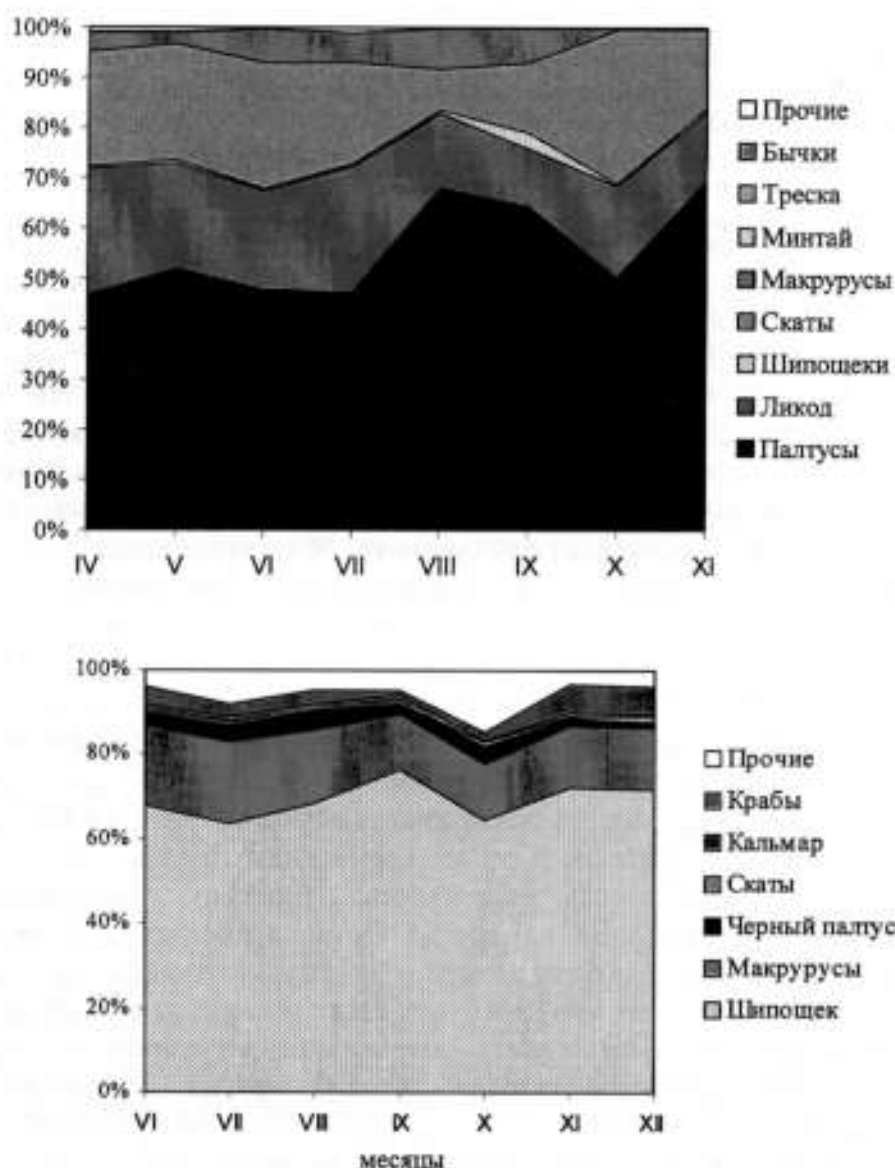 100%
90%
80%
70%
60%
50%
40%
30%
20%
10%
0%
IV V VI VII VIII IX X XI
Прочие
Бычки
Треска
Минтай
Макрурусы
Скаты
Шипощеки
Ликод
Палтусы
100%
80%
60%
40%
20%
0%
VI VII VIII IX X XI XII
месяцы
Прочие
Крабы
Кальмар
Скаты
Черный палтус
Макрурусы
Шипощек